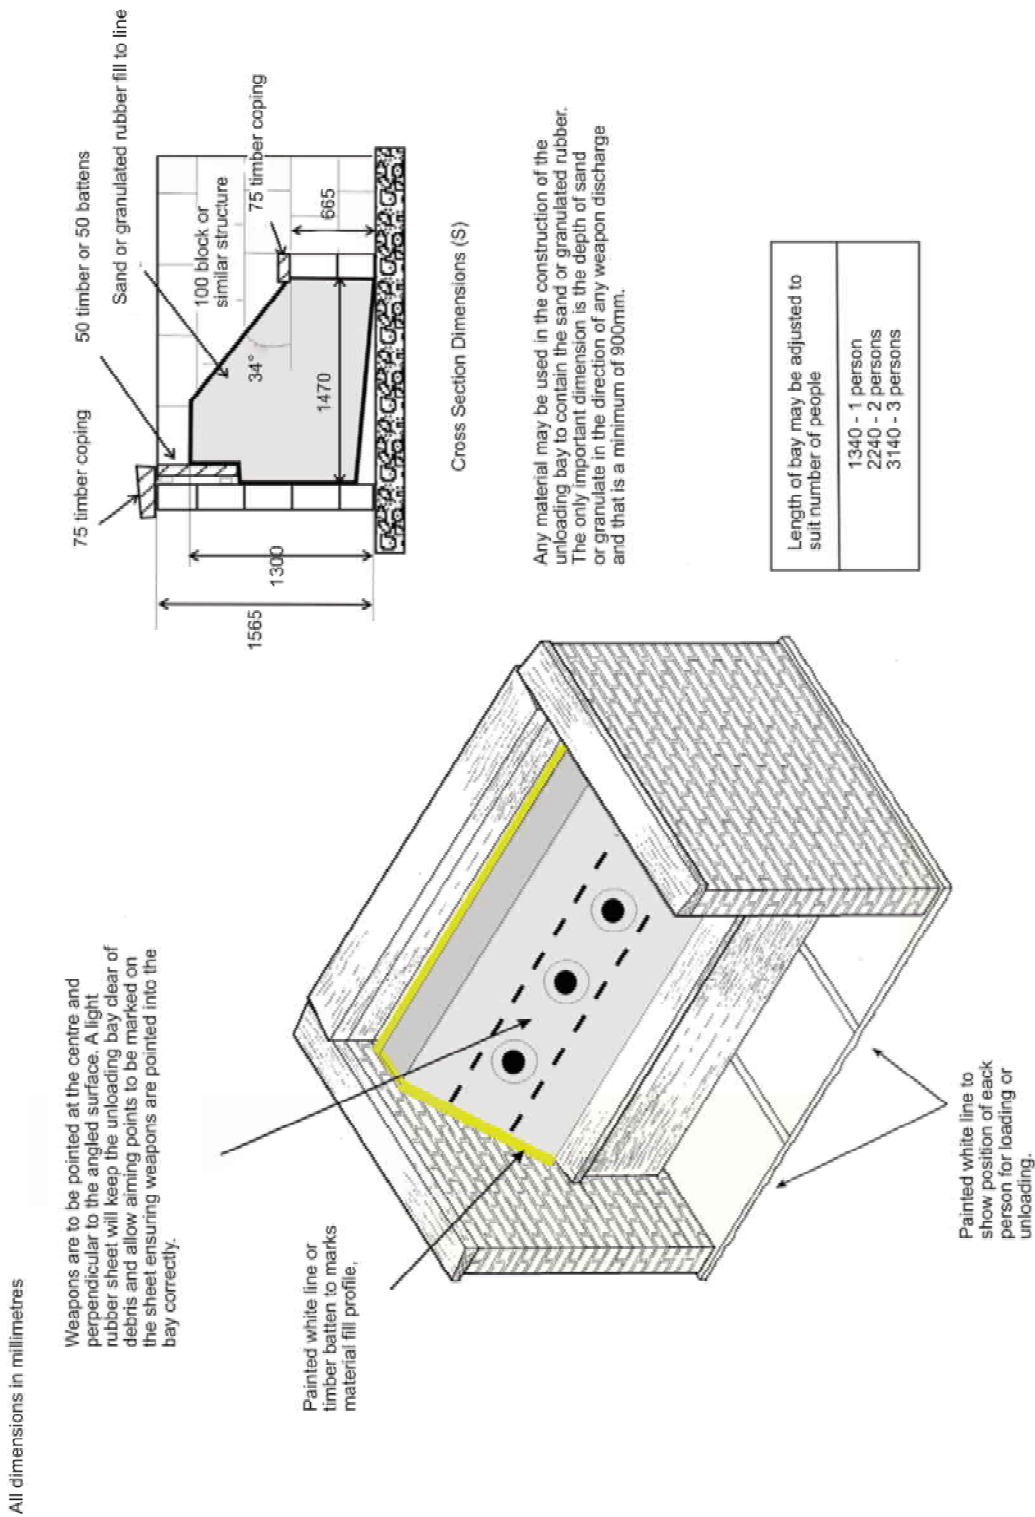 All dimensions in millimetres
Weapons are to be pointed at the centre and
perpendicular to the angled surface. A light
rubber sheet will keep the unloading bay clear of
debris and allow aiming points to be marked on
the sheet ensuring weapons are pointed into the
bay correctly.
Painted white line or
timber batten to marks
material fill profile,
Painted white line to
show position of eack
person for loading or
unloading.
75 timber coping
50 timber or 50 battens
Sand or granulated rubber fill to line
100 block or
similar structure
75 timber coping
34°
665
1470
1300
1565
Cross Section Dimensions (S)
Any material may be used in the construction of the
unloading bay to contain the sand or granulated rubber.
The only important dimension is the depth of sand
or granulate in the direction of any weapon discharge
and that is a minimum of 900mm.
Length of bay may be adjusted to
suit number of people
1340 - 1 person
2240 - 2 persons
3140 - 3 persons